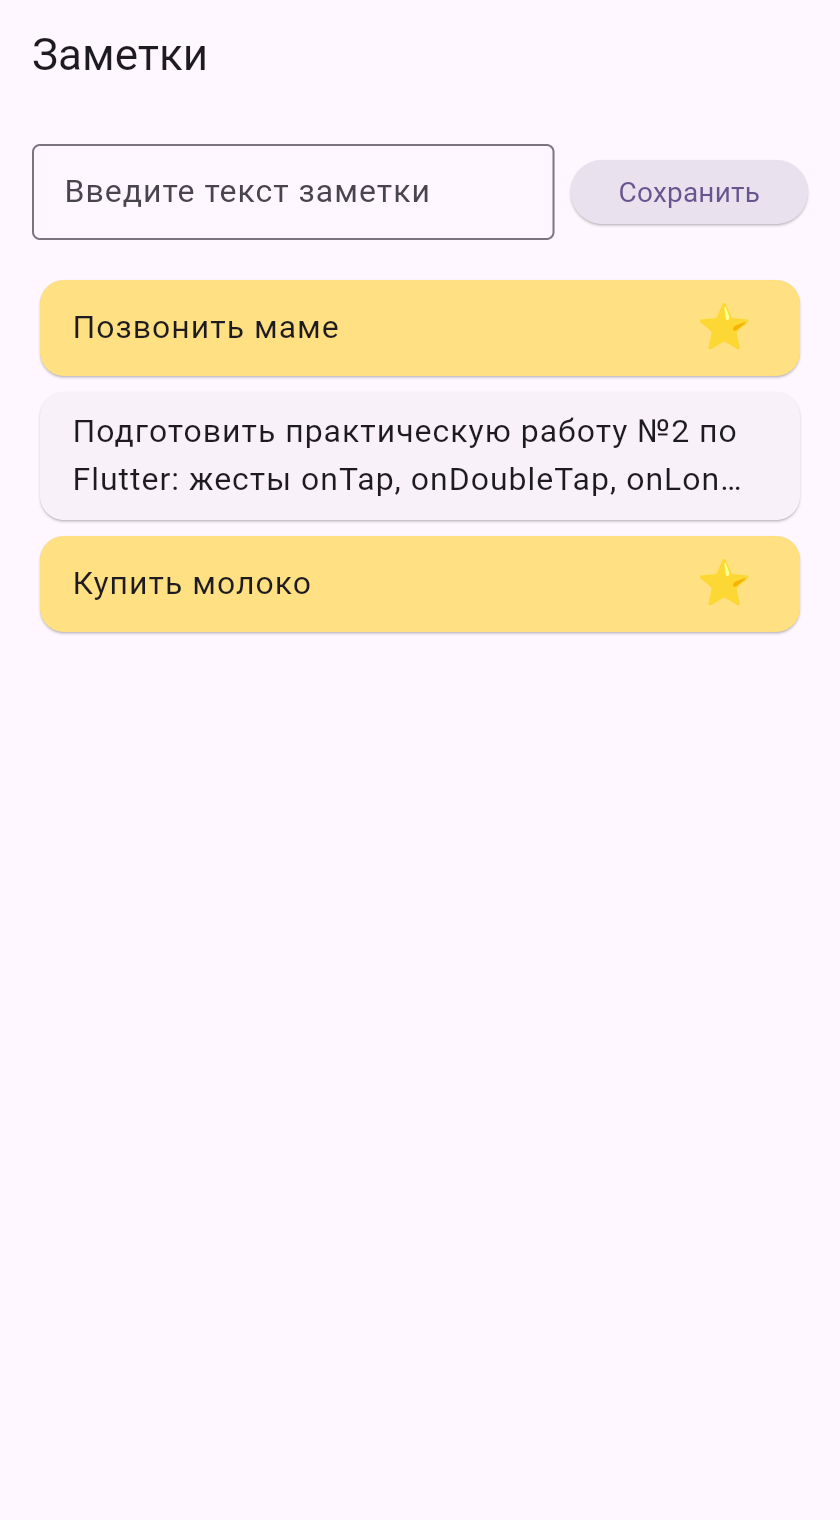 Заметки
Введите текст заметки
Сохранить
Позвонить маме
Подготовить практическую работу №2 по
Flutter: жесты onTap, onDoubleTap, onLon…
Купить молоко